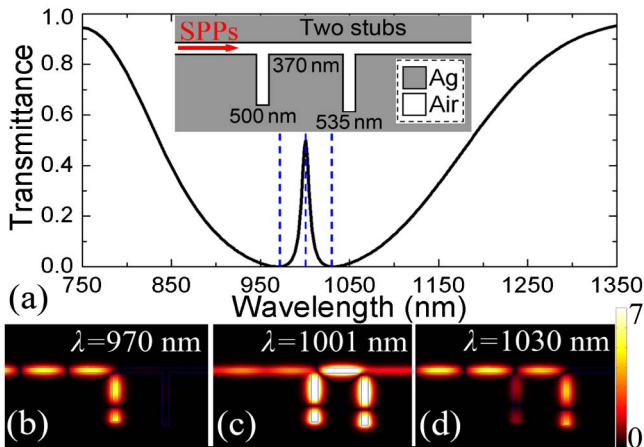 1.0
0.8
0.6
0.4
0.2
0.0
Transmittance
SPPs
Two stubs
370 nm
500 nm
535 nm
Ag
Air
750
850
950
1050
1150
1250
1350
Wavelength (nm)
(a)
λ=970 nm
(b)
λ=1001 nm
(c)
λ=1030 nm
(d)
7
0